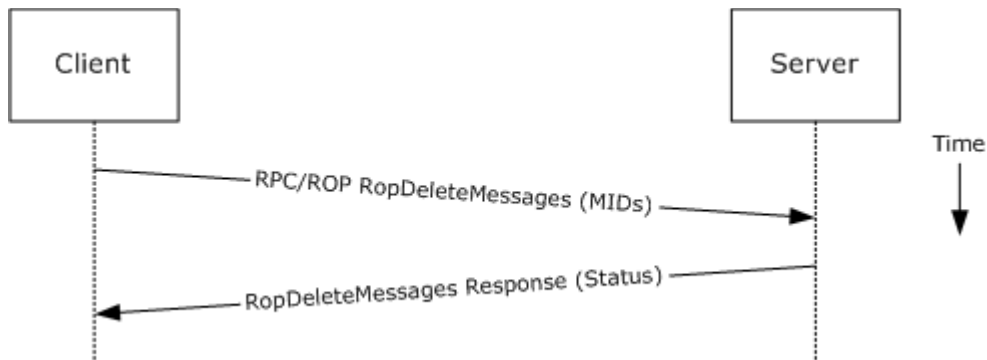 Client
Server
Time
RPC/ROP RopDeleteMessages (MIDs)
RopDeleteMessages Response (Status)